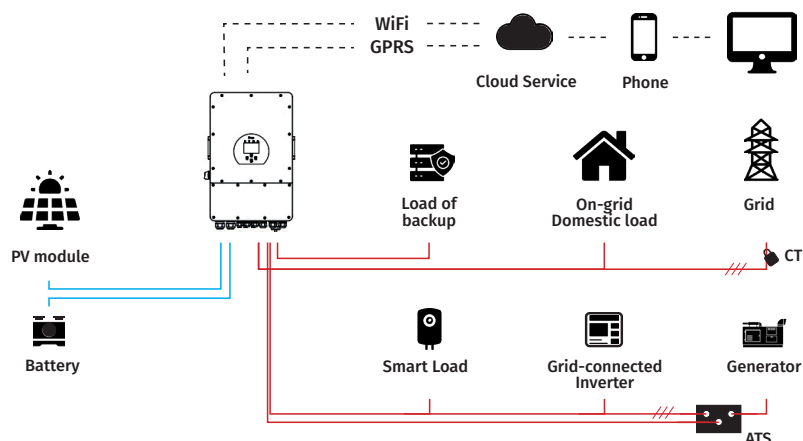 WiFi
GPRS
Cloud Service
Phone
Load of
backup
On-grid
Domestic load
Grid
PV module
CT
Battery
Smart Load
Grid-connected
Inverter
Generator
ATS